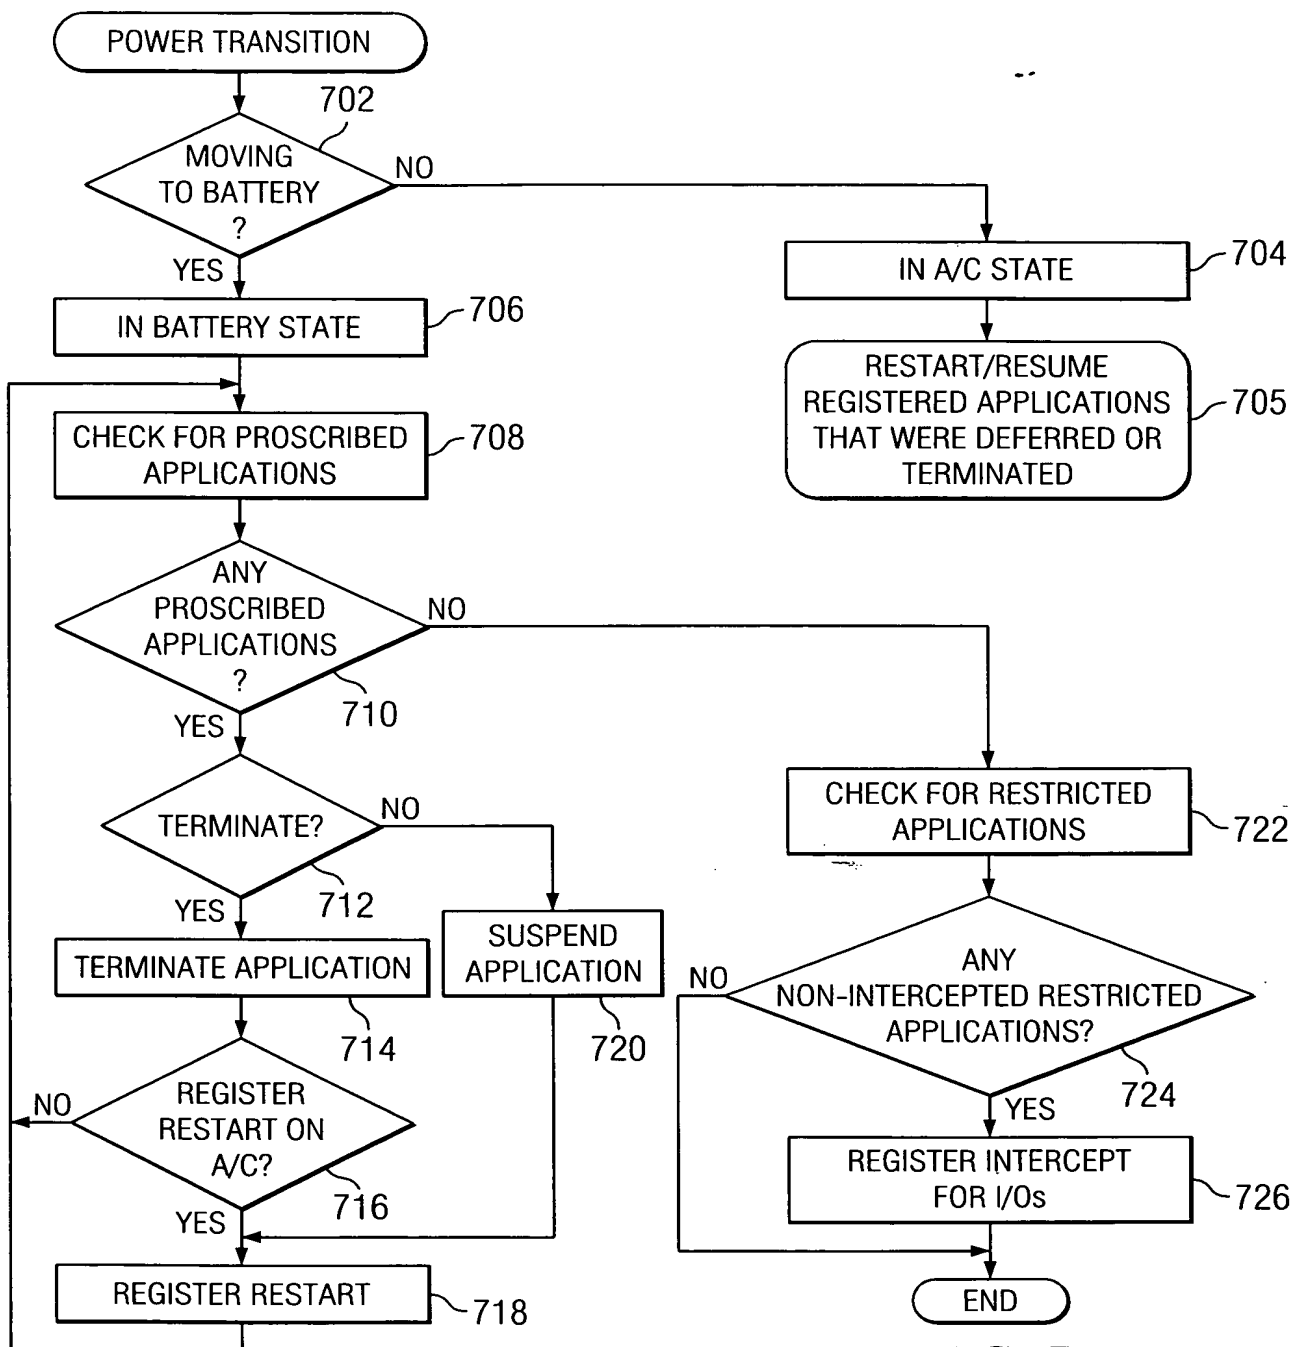 POWER TRANSITION
702
MOVING
TO BATTERY
?
NO
YES
IN A/C STATE
704
IN BATTERY STATE
706
RESTART/RESUME
REGISTERED APPLICATIONS
THAT WERE DEFERRED OR
TERMINATED
705
CHECK FOR PROSCRIBED
APPLICATIONS
708
ANY
PROSCRIBED
APPLICATIONS
?
NO
710
YES
TERMINATE?
NO
712
YES
CHECK FOR RESTRICTED
APPLICATIONS
722
TERMINATE APPLICATION
714
SUSPEND
APPLICATION
720
ANY
NON-INTERCEPTED RESTRICTED
APPLICATIONS?
NO
724
YES
REGISTER
RESTART ON
A/C?
NO
716
YES
REGISTER INTERCEPT
FOR I/Os
726
REGISTER RESTART
718
END